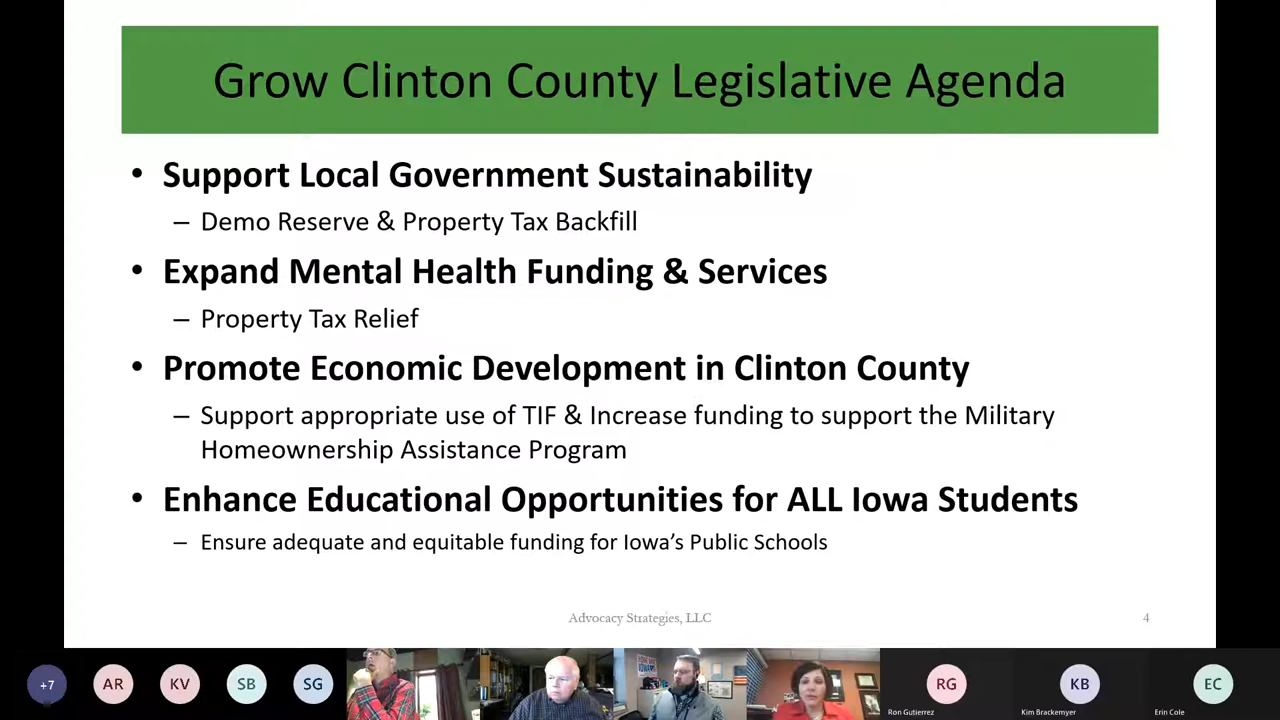 Grow Clinton County Legislative Agenda
• Support Local Government Sustainability
– Demo Reserve & Property Tax Backfill
• Expand Mental Health Funding & Services
– Property Tax Relief
• Promote Economic Development in Clinton County
– Support appropriate use of TIF & Increase funding to support the Military
Homeownership Assistance Program
• Enhance Educational Opportunities for ALL Iowa Students
– Ensure adequate and equitable funding for Iowa's Public Schools
Advocacy Strategies, LLC 4
+7 AR KV SB SG RG KB EC
Ron Gutierrez Kim Brackemyer Erin Cole